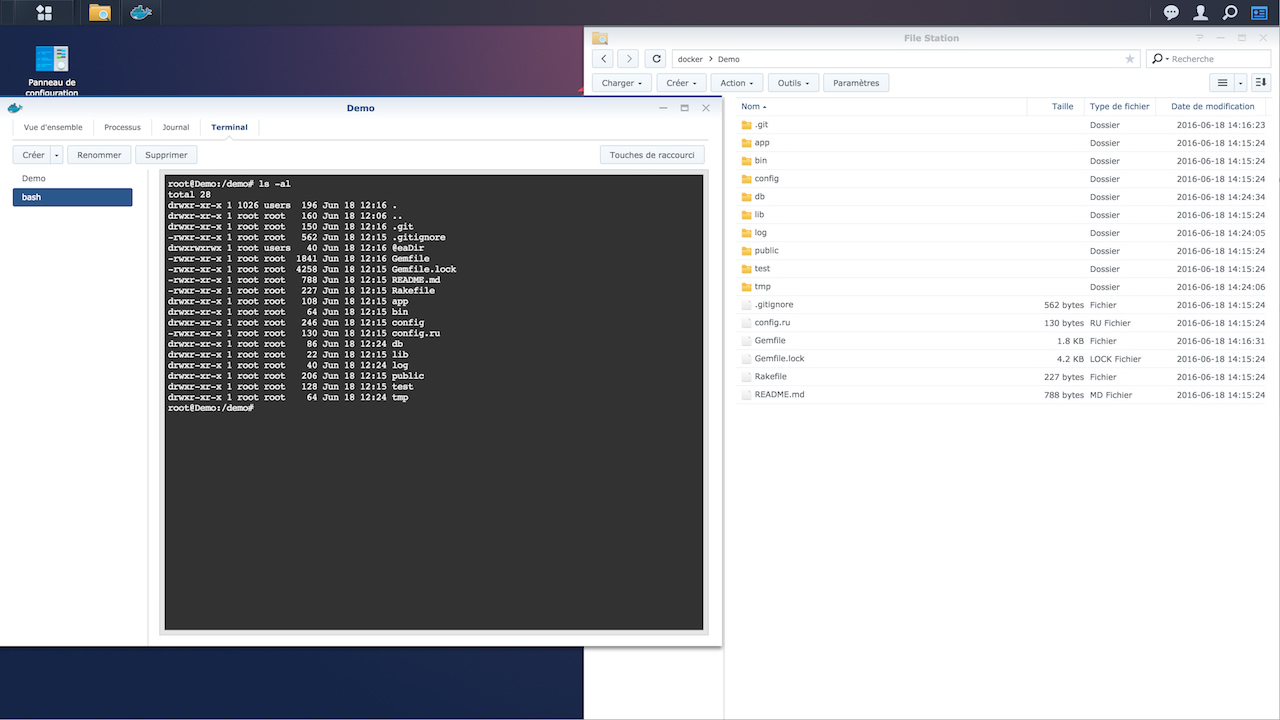 Panneau de
configuration
Demo
Vue d'ensemble Processus Journal Terminal
Créer Renommer Supprimer Touches de raccourci
Demo
bash
root@Demo:/demo# ls -al
total 28
drwxr-xr-x 1 1026 users 196 Jun 18 12:16 .
drwxr-xr-x 1 root root 160 Jun 18 12:06 ..
drwxr-xr-x 1 root root 150 Jun 18 12:16 .git
-rwxr-xr-x 1 root root 562 Jun 18 12:15 .gitignore
drwxrwxrwx 1 root users 40 Jun 18 12:16 @eaDir
-rwxr-xr-x 1 root root 1841 Jun 18 12:16 Gemfile
-rwxr-xr-x 1 root root 4258 Jun 18 12:15 Gemfile.lock
-rwxr-xr-x 1 root root 788 Jun 18 12:15 README.md
-rwxr-xr-x 1 root root 227 Jun 18 12:15 Rakefile
drwxr-xr-x 1 root root 108 Jun 18 12:15 app
drwxr-xr-x 1 root root 64 Jun 18 12:15 bin
drwxr-xr-x 1 root root 246 Jun 18 12:15 config
-rwxr-xr-x 1 root root 130 Jun 18 12:15 config.ru
drwxr-xr-x 1 root root 86 Jun 18 12:24 db
drwxr-xr-x 1 root root 22 Jun 18 12:15 lib
drwxr-xr-x 1 root root 40 Jun 18 12:24 log
drwxr-xr-x 1 root root 206 Jun 18 12:15 public
drwxr-xr-x 1 root root 128 Jun 18 12:15 test
drwxr-xr-x 1 root root 64 Jun 18 12:24 tmp
root@Demo:/demo#
File Station
docker > Demo Recherche
Charger Créer Action Outils Paramètres
Nom Taille Type de fichier Date de modification
.git Dossier 2016-06-18 14:16:23
app Dossier 2016-06-18 14:15:24
bin Dossier 2016-06-18 14:15:24
config Dossier 2016-06-18 14:15:24
db Dossier 2016-06-18 14:24:34
lib Dossier 2016-06-18 14:15:24
log Dossier 2016-06-18 14:24:05
public Dossier 2016-06-18 14:15:24
test Dossier 2016-06-18 14:15:24
tmp Dossier 2016-06-18 14:24:06
.gitignore 562 bytes Fichier 2016-06-18 14:15:24
config.ru 130 bytes RU Fichier 2016-06-18 14:15:24
Gemfile 1.8 KB Fichier 2016-06-18 14:16:31
Gemfile.lock 4.2 KB LOCK Fichier 2016-06-18 14:15:24
Rakefile 227 bytes Fichier 2016-06-18 14:15:24
README.md 788 bytes MD Fichier 2016-06-18 14:15:24